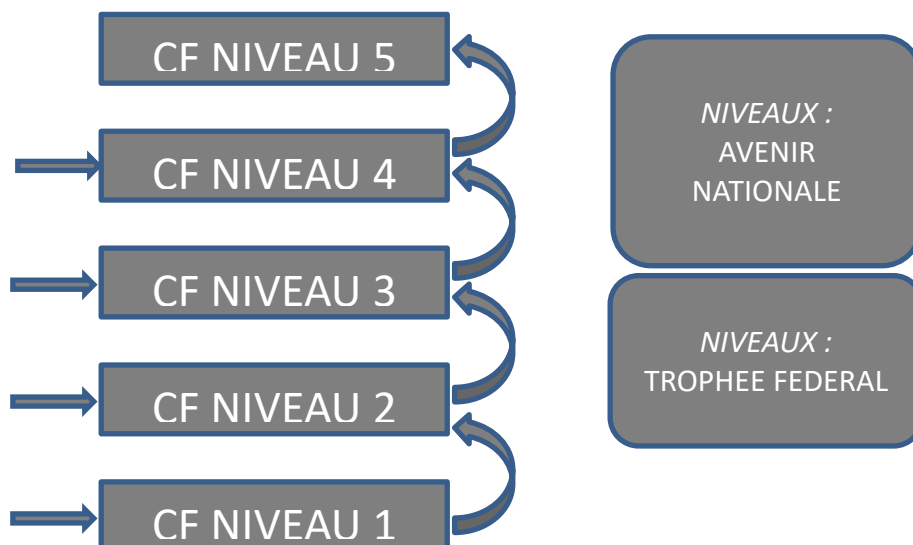 CF NIVEAU 5
CF NIVEAU 4
CF NIVEAU 3
CF NIVEAU 2
CF NIVEAU 1
NIVEAUX :
AVENIR
NATIONALE
NIVEAUX :
TROPHEE FEDERAL